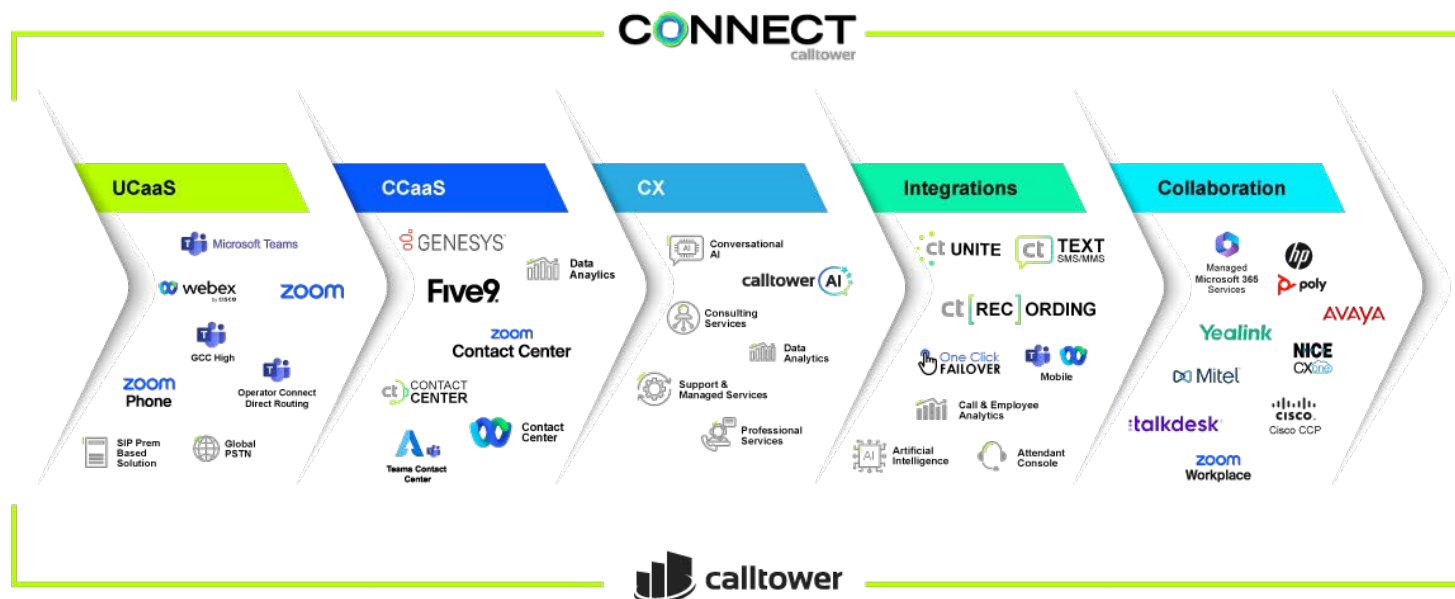 CONNECT
calltower
UCaaS
Microsoft Teams
webex
by CISCO
zoom
GCC High
zoom
Phone
Operator Connect
Direct Routing
SIP Prem
Based
Solution
Global
PSTN
CCaaS
GENESYS
Data
Anaylics
Five9
zoom
Contact Center
ct CONTACT
CENTER
Contact
Center
Teams Contact
Center
CX
AI
Conversational
AI
calltower AI
Consulting
Services
Data
Analytics
Support &
Managed Services
Professional
Services
Integrations
ct UNITE
ct TEXT
SMS/MMS
ct [REC] ORDING
One Click
FAILOVER
Mobile
Call & Employee
Analytics
AI
Artificial
Intelligence
Attendant
Console
Collaboration
Managed
Microsoft 365
Services
hp
poly
AVAYA
Yealink
NICE
CXone
Mitel
talkdesk
CISCO
Cisco CCP
zoom
Workplace
calltower